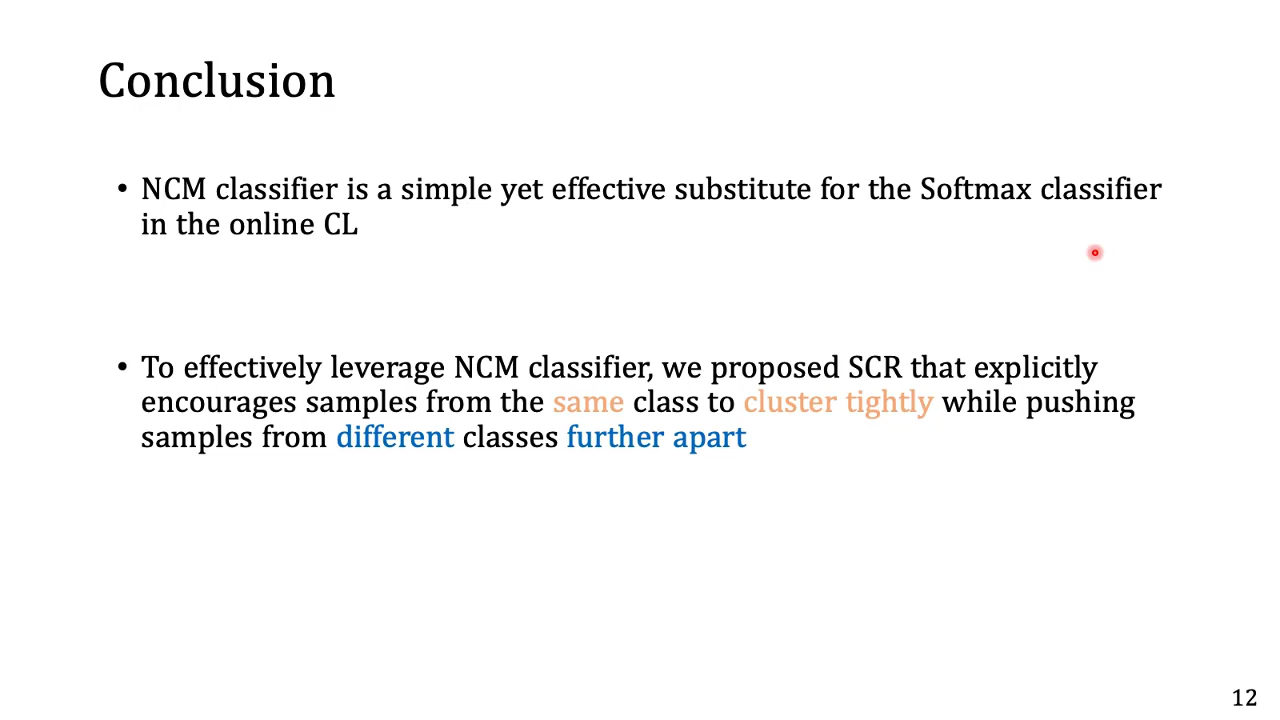 Conclusion
• NCM classifier is a simple yet effective substitute for the Softmax classifier
in the online CL
• To effectively leverage NCM classifier, we proposed SCR that explicitly
encourages samples from the same class to cluster tightly while pushing
samples from different classes further apart
12